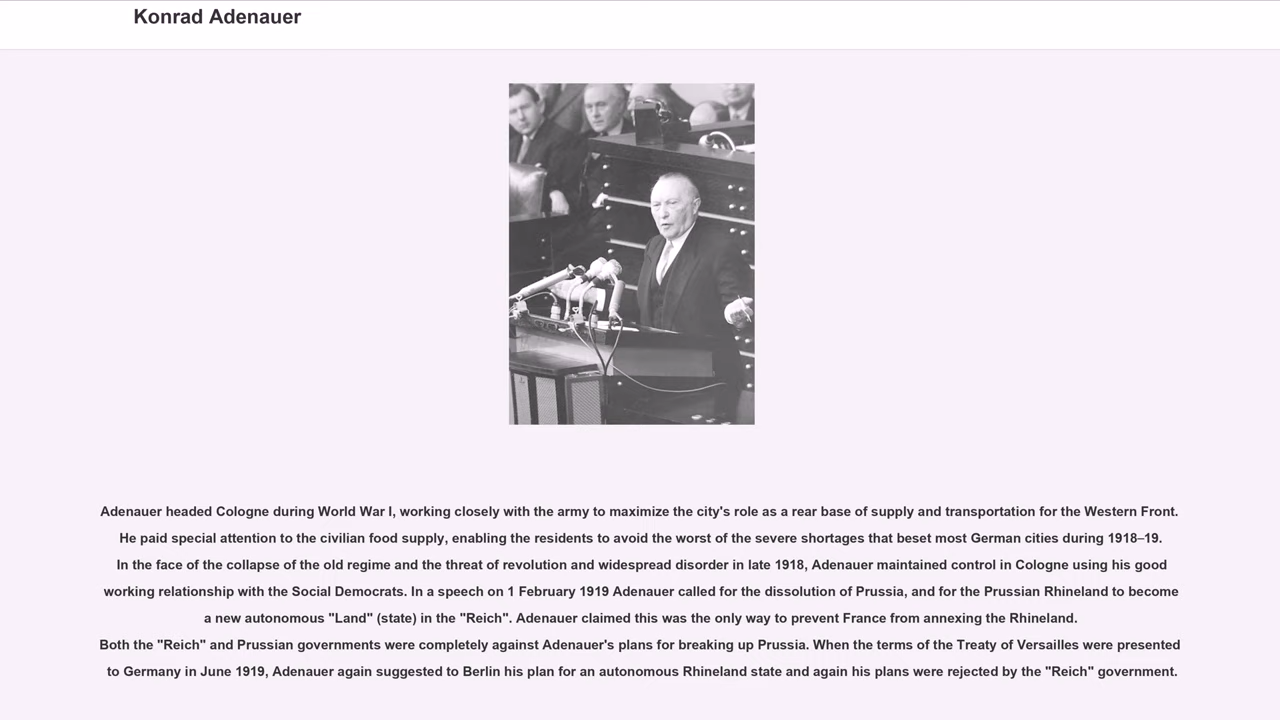 Konrad Adenauer
Adenauer headed Cologne during World War I, working closely with the army to maximize the city's role as a rear base of supply and transportation for the Western Front.
He paid special attention to the civilian food supply, enabling the residents to avoid the worst of the severe shortages that beset most German cities during 1918–19.
In the face of the collapse of the old regime and the threat of revolution and widespread disorder in late 1918, Adenauer maintained control in Cologne using his good
working relationship with the Social Democrats. In a speech on 1 February 1919 Adenauer called for the dissolution of Prussia, and for the Prussian Rhineland to become
a new autonomous "Land" (state) in the "Reich". Adenauer claimed this was the only way to prevent France from annexing the Rhineland.
Both the "Reich" and Prussian governments were completely against Adenauer's plans for breaking up Prussia. When the terms of the Treaty of Versailles were presented
to Germany in June 1919, Adenauer again suggested to Berlin his plan for an autonomous Rhineland state and again his plans were rejected by the "Reich" government.